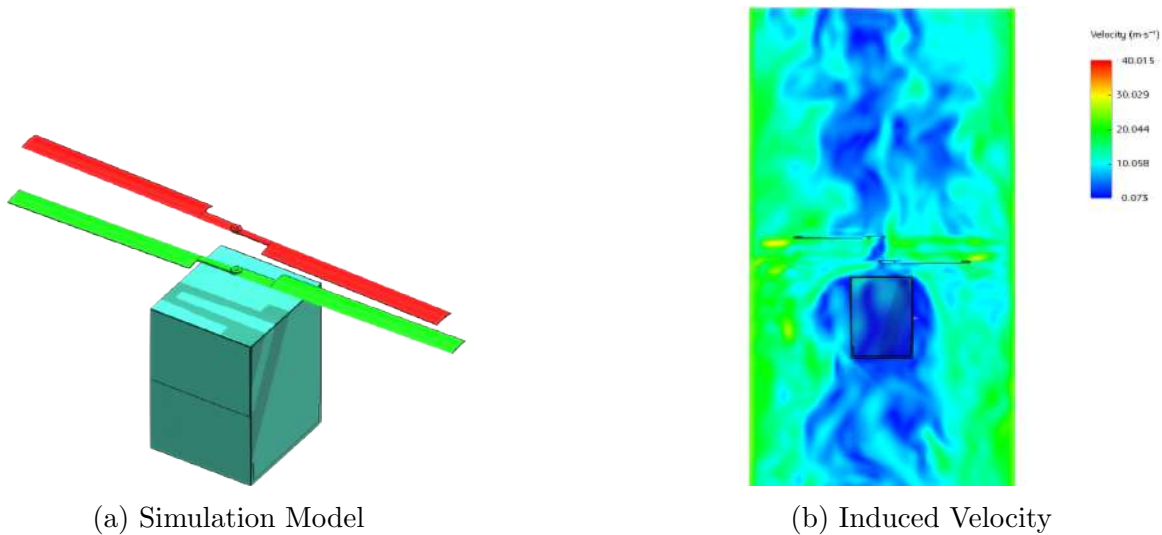 Velocity (m·s⁻¹)
40.015
30.029
20.044
10.058
0.073
(a) Simulation Model
(b) Induced Velocity